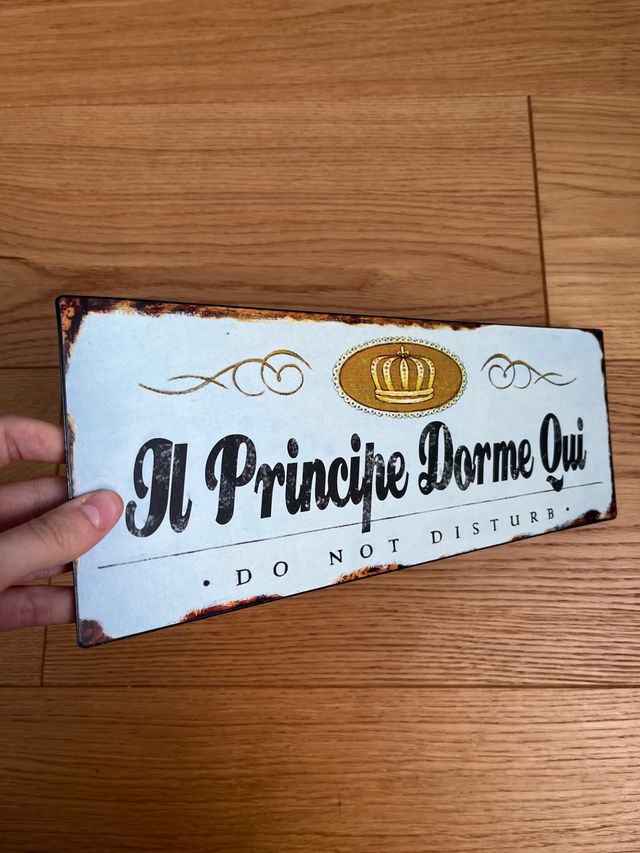 Il Principe Dorme Qui
• DO NOT DISTURB •